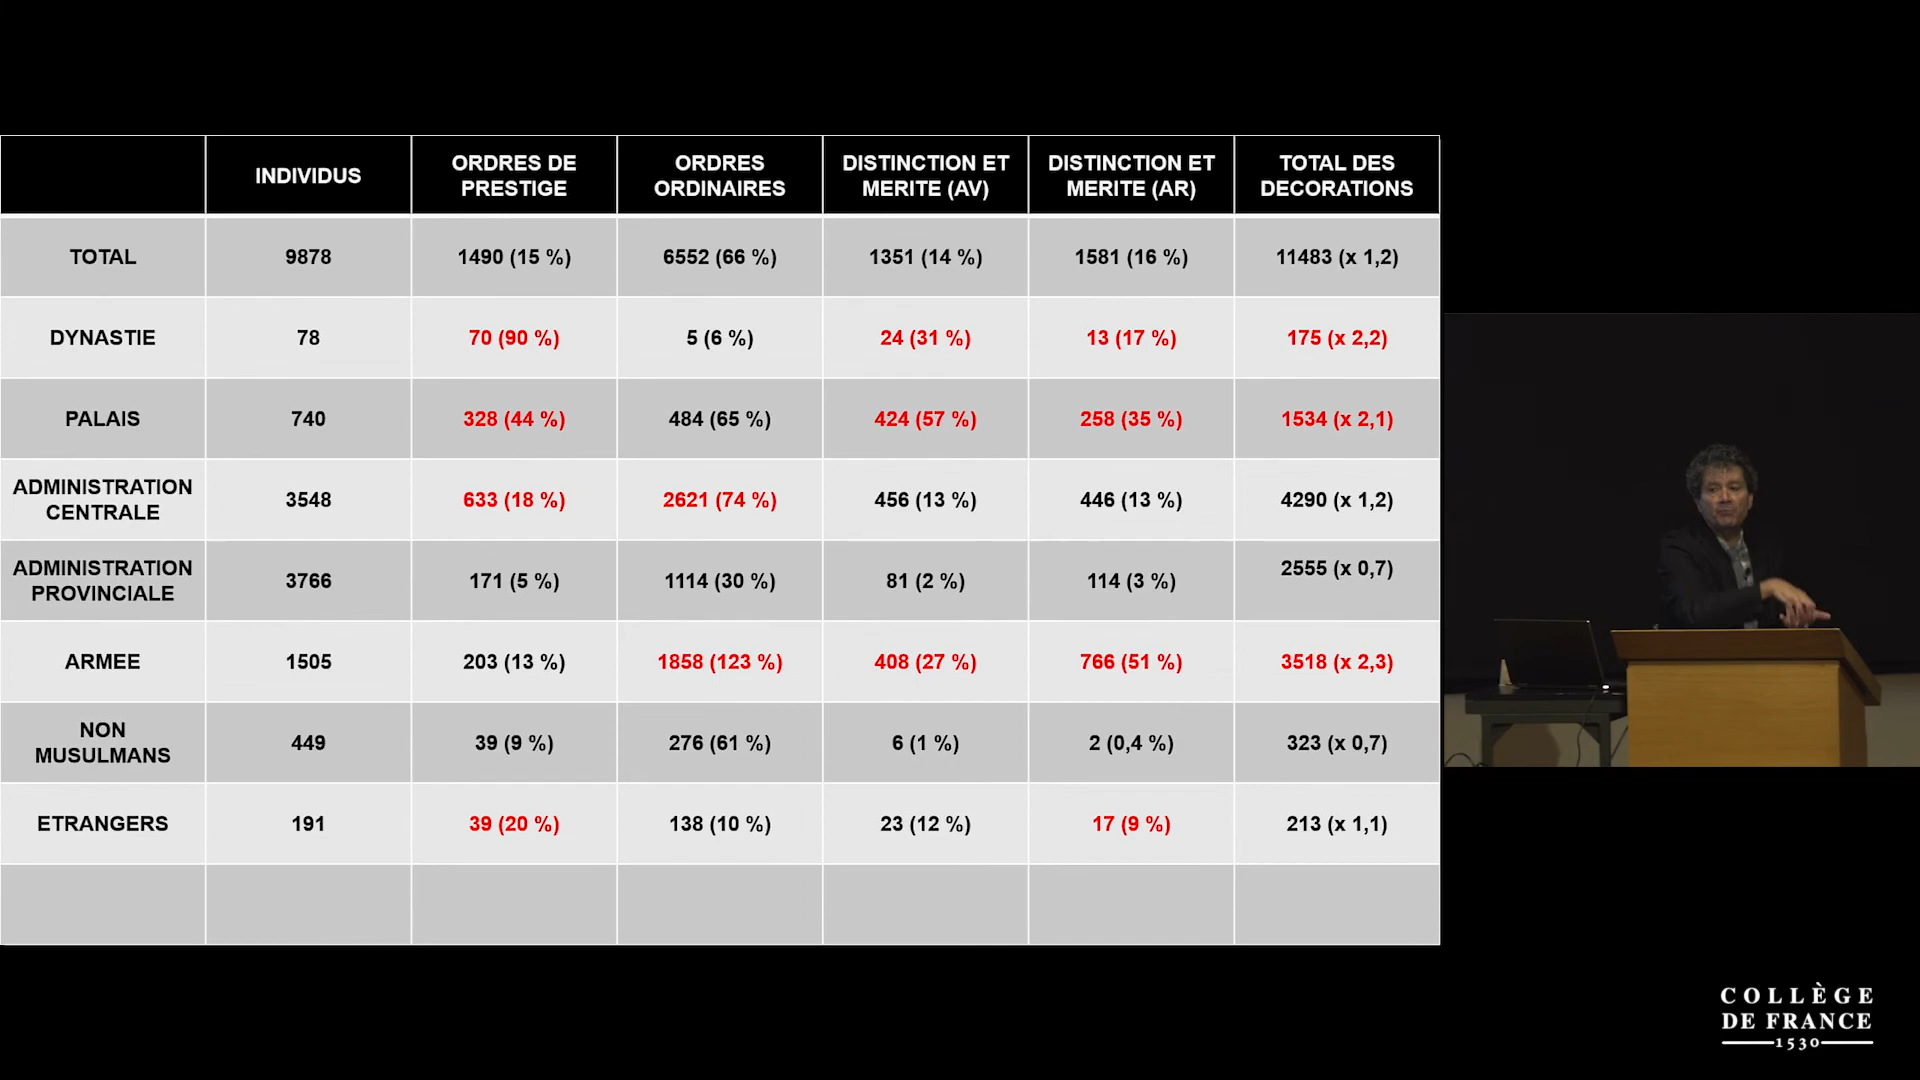 INDIVIDUS
ORDRES DE
PRESTIGE
ORDRES
ORDINAIRES
DISTINCTION ET
MERITE (AV)
DISTINCTION ET
MERITE (AR)
TOTAL DES
DECORATIONS
TOTAL
9878
1490 (15 %)
6552 (66 %)
1351 (14 %)
1581 (16 %)
11483 (x 1,2)
DYNASTIE
78
70 (90 %)
5 (6 %)
24 (31 %)
13 (17 %)
175 (x 2,2)
PALAIS
740
328 (44 %)
484 (65 %)
424 (57 %)
258 (35 %)
1534 (x 2,1)
ADMINISTRATION
CENTRALE
3548
633 (18 %)
2621 (74 %)
456 (13 %)
446 (13 %)
4290 (x 1,2)
ADMINISTRATION
PROVINCIALE
3766
171 (5 %)
1114 (30 %)
81 (2 %)
114 (3 %)
2555 (x 0,7)
ARMEE
1505
203 (13 %)
1858 (123 %)
408 (27 %)
766 (51 %)
3518 (x 2,3)
NON
MUSULMANS
449
39 (9 %)
276 (61 %)
6 (1 %)
2 (0,4 %)
323 (x 0,7)
ETRANGERS
191
39 (20 %)
138 (10 %)
23 (12 %)
17 (9 %)
213 (x 1,1)
COLLÈGE
DE FRANCE
1530